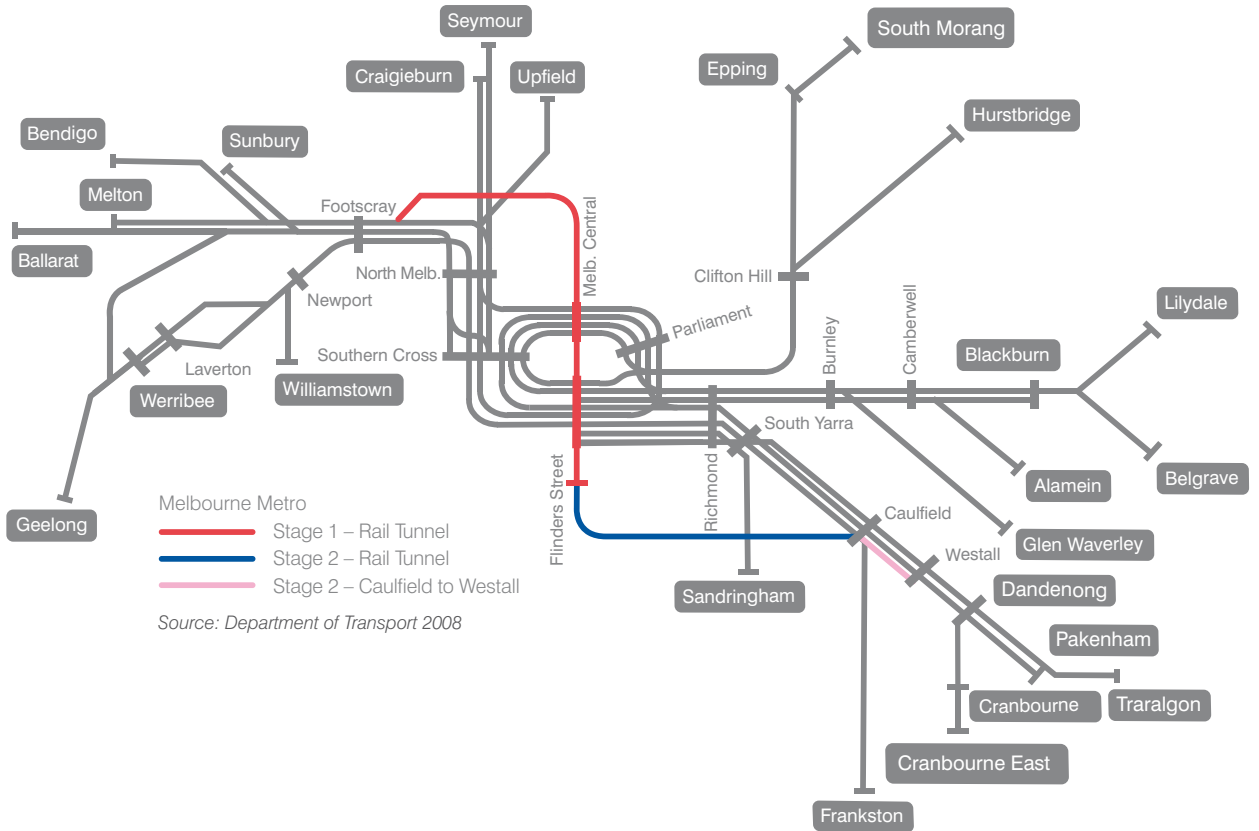 Seymour
South Morang
Craigieburn
Upfield
Epping
Hurstbridge
Bendigo
Sunbury
Melton
Footscray
Melb. Central
Ballarat
North Melb.
Clifton Hill
Newport
Parliament
Burnley
Camberwell
Lilydale
Southern Cross
Blackburn
Laverton
Williamstown
Werribee
South Yarra
Flinders Street
Richmond
Alamein
Belgrave
Geelong
Melbourne Metro
Stage 1 – Rail Tunnel
Stage 2 – Rail Tunnel
Stage 2 – Caulfield to Westall
Source: Department of Transport 2008
Caulfield
Glen Waverley
Westall
Sandringham
Dandenong
Pakenham
Cranbourne
Traralgon
Cranbourne East
Frankston